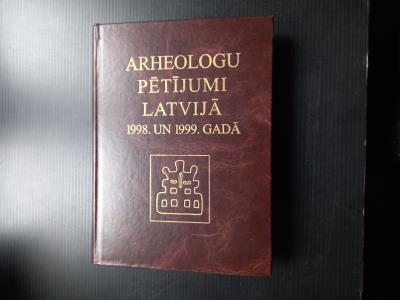 ARHEOLOGU
PĒTĪJUMI
LATVIJĀ
1998. UN 1999. GADĀ